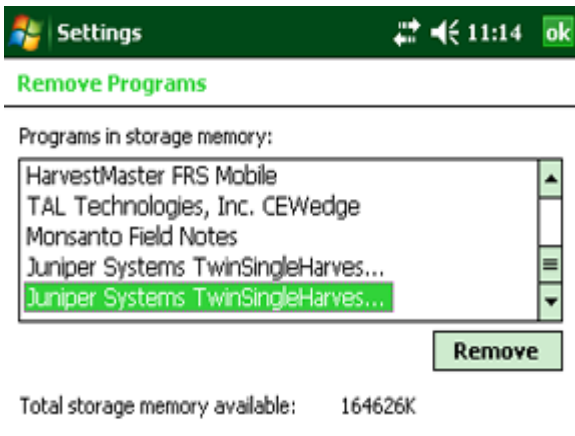 Settings 11:14 ok
Remove Programs
Programs in storage memory:
HarvestMaster FRS Mobile
TAL Technologies, Inc. CEWedge
Monsanto Field Notes
Juniper Systems TwinSingleHarves...
Juniper Systems TwinSingleHarves...
Remove
Total storage memory available: 164626K